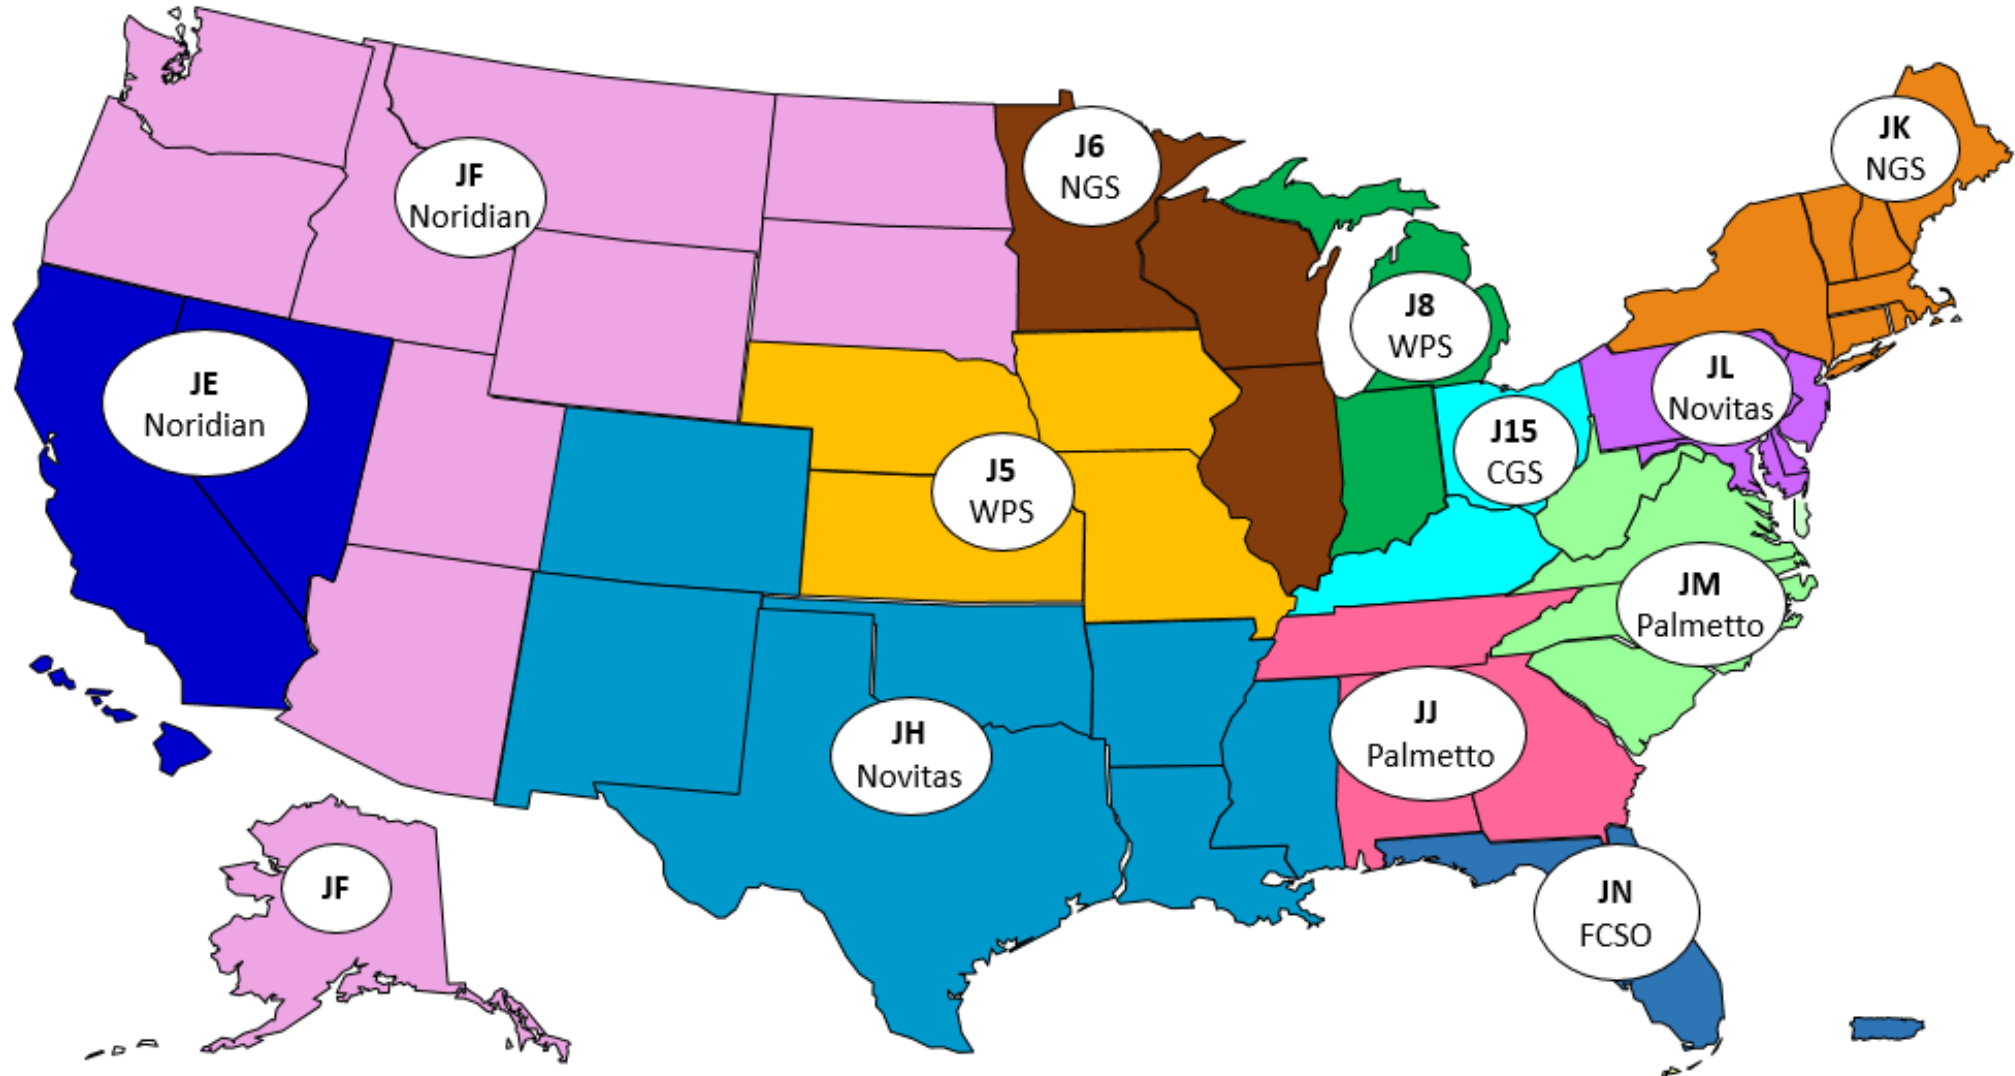 JF
Noridian
J6
NGS
JK
NGS
JE
Noridian
J8
WPS
JL
Novitas
J5
WPS
J15
CGS
JM
Palmetto
JH
Novitas
JJ
Palmetto
JF
JN
FCSO